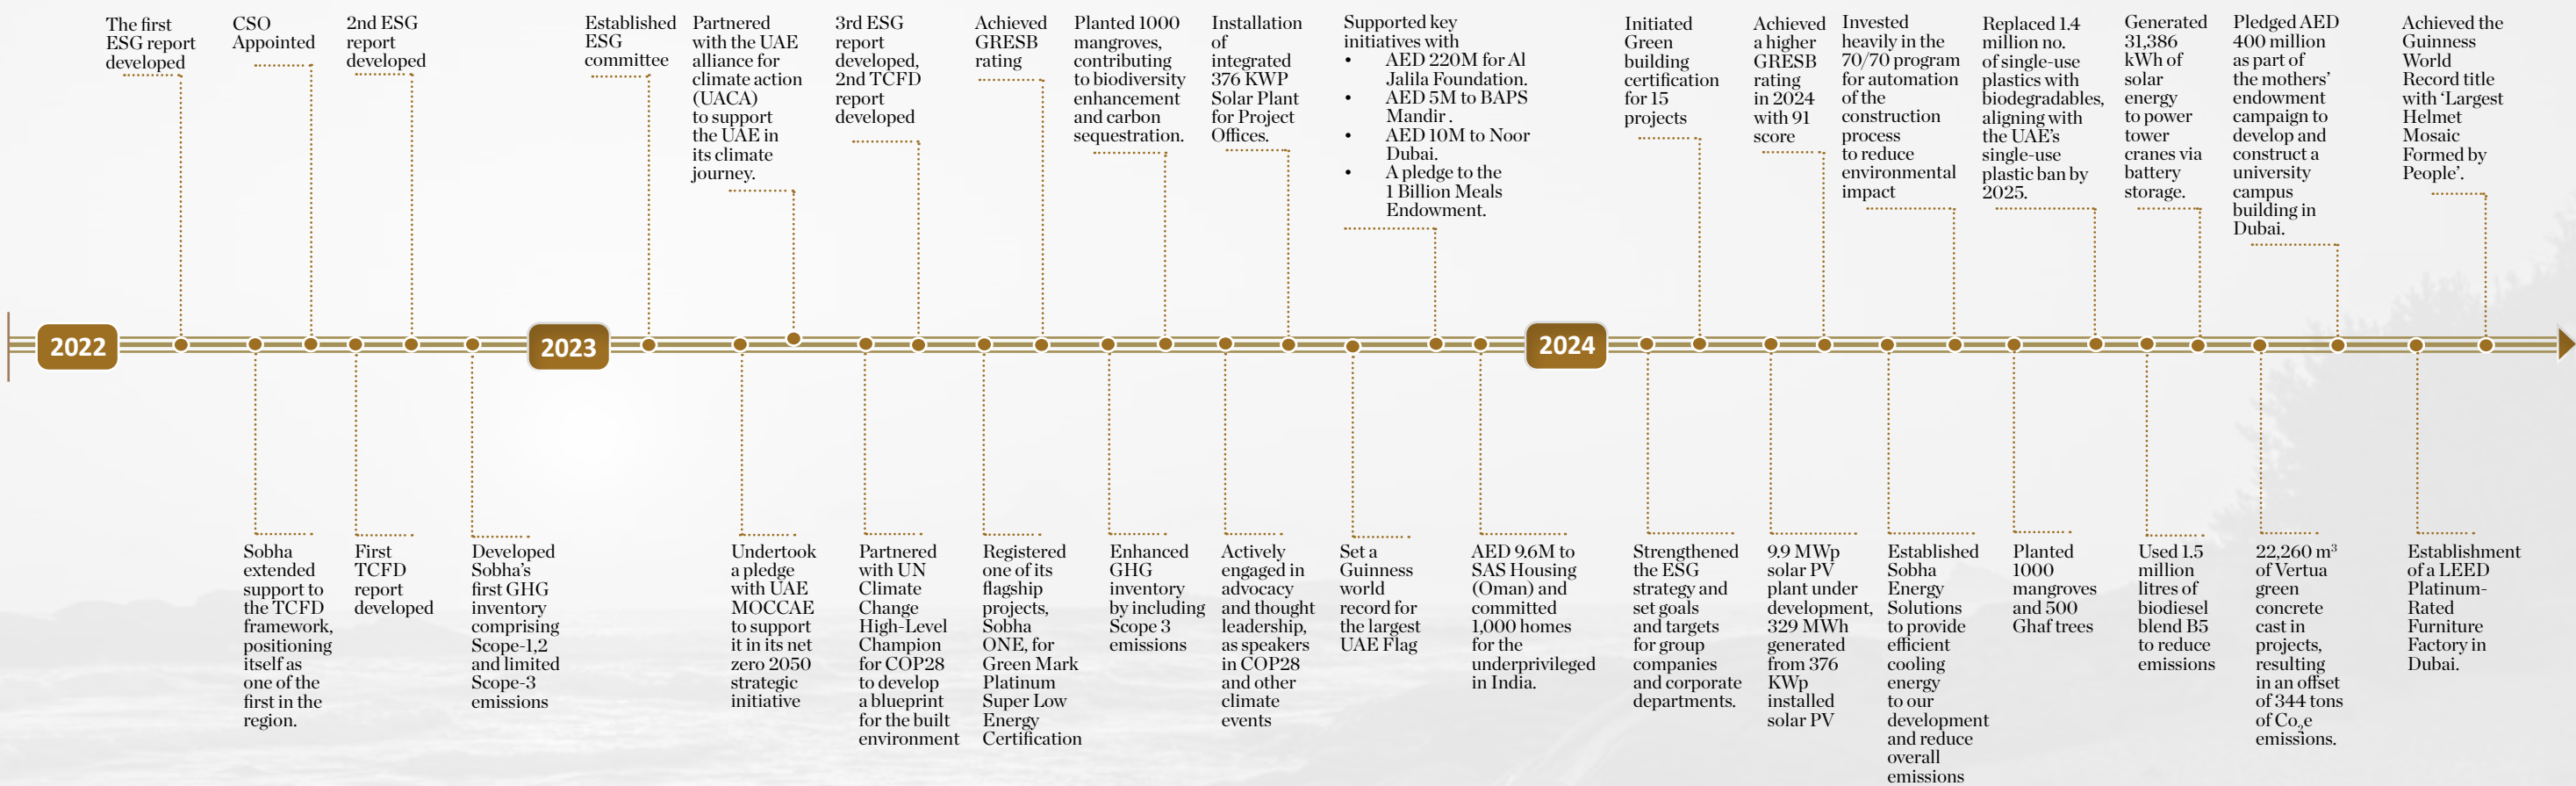 The first
ESG report
developed
CSO
Appointed
2nd ESG
report
developed
Established
ESG
committee
Partnered
with the UAE
alliance for
climate action
(UACA)
to support
the UAE in
its climate
journey.
3rd ESG
report
developed,
2nd TCFD
report
developed
Achieved
GRESB
rating
Planted 1000
mangroves,
contributing
to biodiversity
enhancement
and carbon
sequestration.
Installation
of
integrated
376 KWP
Solar Plant
for Project
Offices.
Supported key
initiatives with
• AED 220M for Al
Jalila Foundation.
• AED 5M to BAPS
Mandir .
• AED 10M to Noor
Dubai.
• A pledge to the
1 Billion Meals
Endowment.
Initiated
Green
building
certification
for 15
projects
Achieved
a higher
GRESB
rating
in 2024
with 91
score
Invested
heavily in the
70/70 program
for automation
of the
construction
process
to reduce
environmental
impact
Replaced 1.4
million no.
of single-use
plastics with
biodegradables,
aligning with
the UAE’s
single-use
plastic ban by
2025.
Generated
31,386
kWh of
solar
energy
to power
tower
cranes via
battery
storage.
Pledged AED
400 million
as part of
the mothers’
endowment
campaign to
develop and
construct a
university
campus
building in
Dubai.
Achieved the
Guinness
World
Record title
with ‘Largest
Helmet
Mosaic
Formed by
People’.
2022
2023
2024
Sobha
extended
support to
the TCFD
framework,
positioning
itself as
one of the
first in the
region.
First
TCFD
report
developed
Developed
Sobha’s
first GHG
inventory
comprising
Scope-1,2
and limited
Scope-3
emissions
Undertook
a pledge
with UAE
MOCCAE
to support
it in its net
zero 2050
strategic
initiative
Partnered
with UN
Climate
Change
High-Level
Champion
for COP28
to develop
a blueprint
for the built
environment
Registered
one of its
flagship
projects,
Sobha
ONE, for
Green Mark
Platinum
Super Low
Energy
Certification
Enhanced
GHG
inventory
by including
Scope 3
emissions
Actively
engaged in
advocacy
and thought
leadership,
as speakers
in COP28
and other
climate
events
Set a
Guinness
world
record for
the largest
UAE Flag
AED 9.6M to
SAS Housing
(Oman) and
committed
1,000 homes
for the
underprivileged
in India.
Strengthened
the ESG
strategy and
set goals
and targets
for group
companies
and corporate
departments.
9.9 MWp
solar PV
plant under
development,
329 MWh
generated
from 376
KWp
installed
solar PV
Established
Sobha
Energy
Solutions
to provide
efficient
cooling
energy
to our
development
and reduce
overall
emissions
Planted
1000
mangroves
and 500
Ghaf trees
Used 1.5
million
litres of
biodiesel
blend B5
to reduce
emissions
22,260 m³
of Vertua
green
concrete
cast in
projects,
resulting
in an offset
of 344 tons
of Co₂e
emissions.
Establishment
of a LEED
Platinum-
Rated
Furniture
Factory in
Dubai.